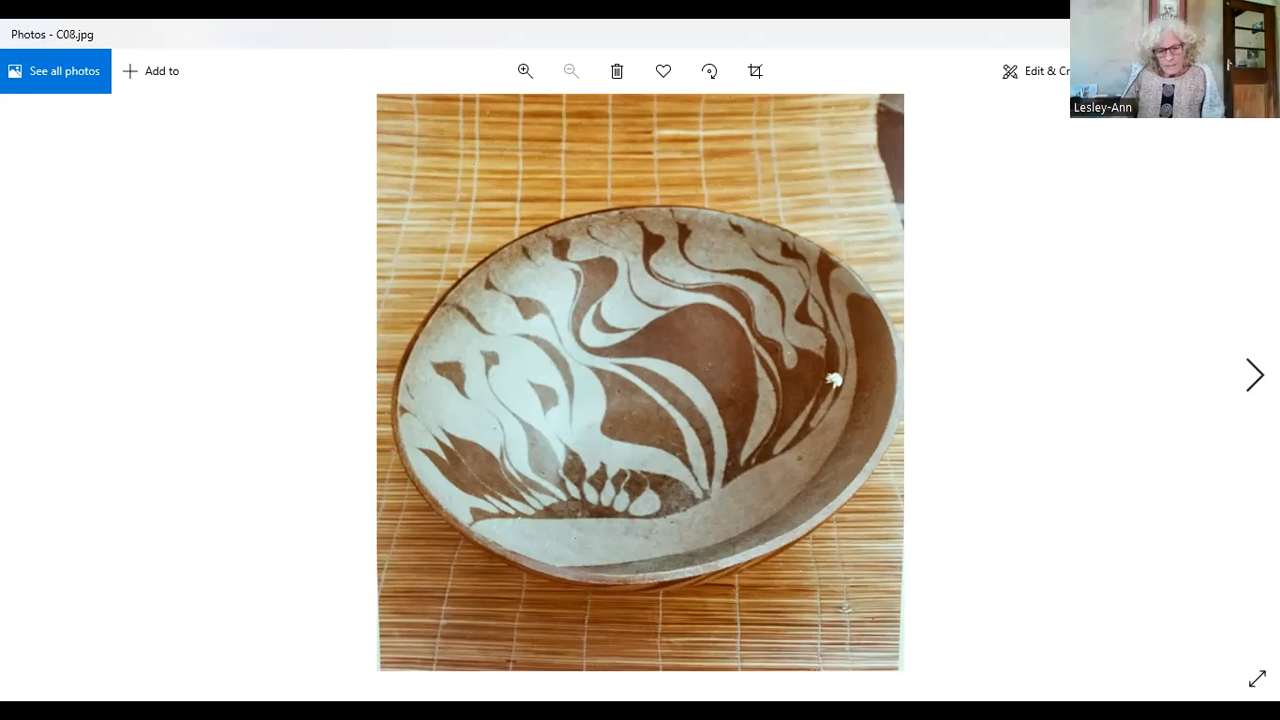 Photos - C08.jpg
See all photos
Add to
Edit & Cr
Lesley-Ann